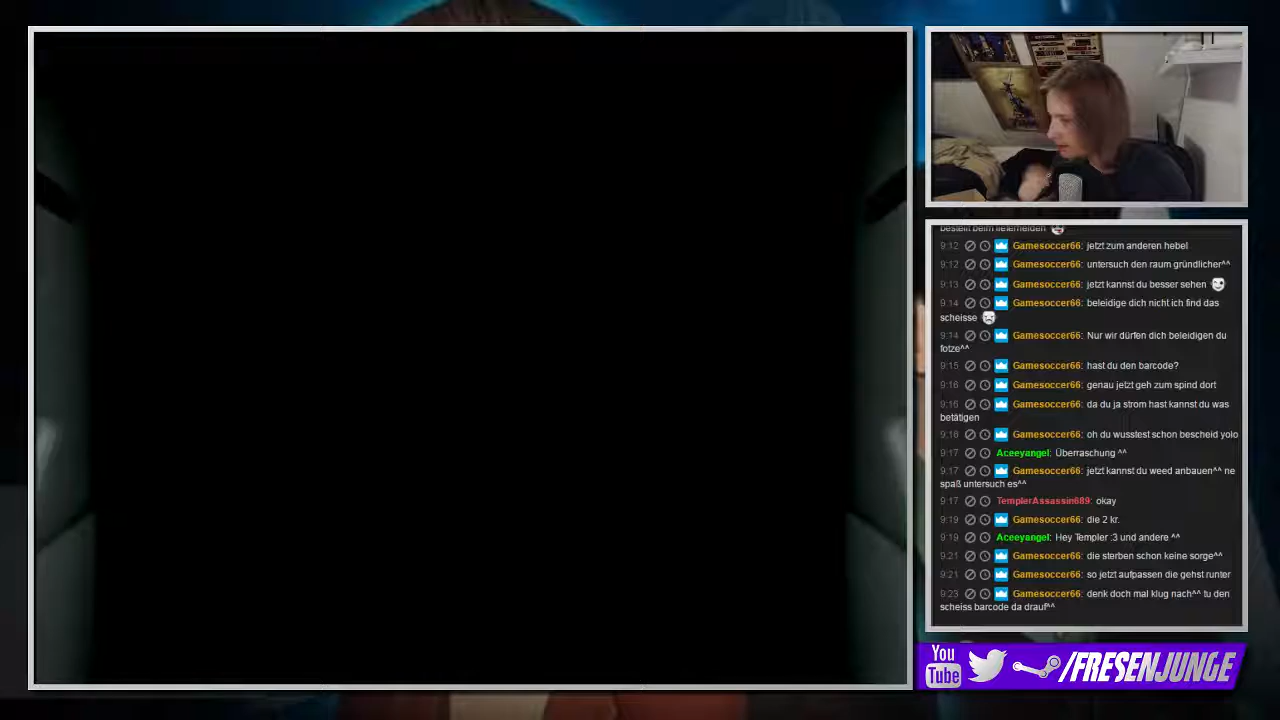 bestellt beim lieferhelden
9:12 Gamesoccer66: jetzt zum anderen hebel
9:12 Gamesoccer66: untersuch den raum gründlicher^^
9:13 Gamesoccer66: jetzt kannst du besser sehen
9:14 Gamesoccer66: beleidige dich nicht ich find das
scheisse
9:14 Gamesoccer66: Nur wir dürfen dich beleidigen du
fotze^^
9:15 Gamesoccer66: hast du den barcode?
9:16 Gamesoccer66: genau jetzt geh zum spind dort
9:16 Gamesoccer66: da du ja strom hast kannst du was
betätigen
9:16 Gamesoccer66: oh du wusstest schon bescheid yolo
9:17 Aceeyangel: Überraschung ^^
9:17 Gamesoccer66: jetzt kannst du weed anbauen^^ ne
spaß untersuch es^^
9:17 TemplerAssassin689: okay
9:19 Gamesoccer66: die 2 kr.
9:19 Aceeyangel: Hey Templer :3 und andere ^^
9:21 Gamesoccer66: die sterben schon keine sorge^^
9:21 Gamesoccer66: so jetzt aufpassen die gehst runter
9:23 Gamesoccer66: denk doch mal klug nach^^ tu den
scheiss barcode da drauf^^
You
Tube
/FRESENJUNGE